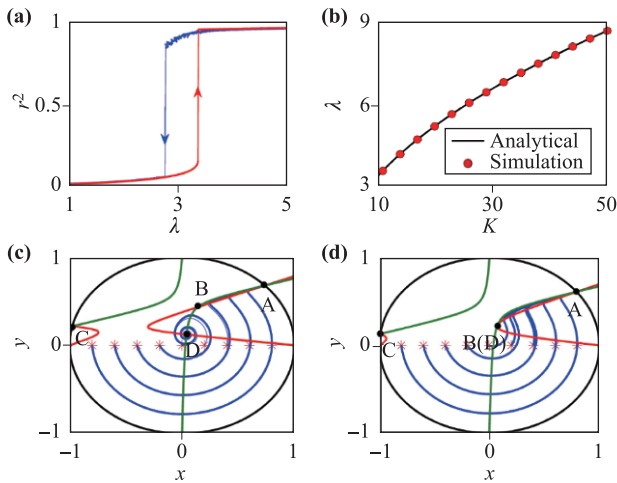 (a)
1
0.5
0
r²
1
3
5
λ
(b)
9
6
3
λ
Analytical
Simulation
10
30
50
K
(c)
1
0
−1
y
A
B
C
D
−1
0
1
x
(d)
1
0
−1
y
A
B(D)
C
−1
0
1
x